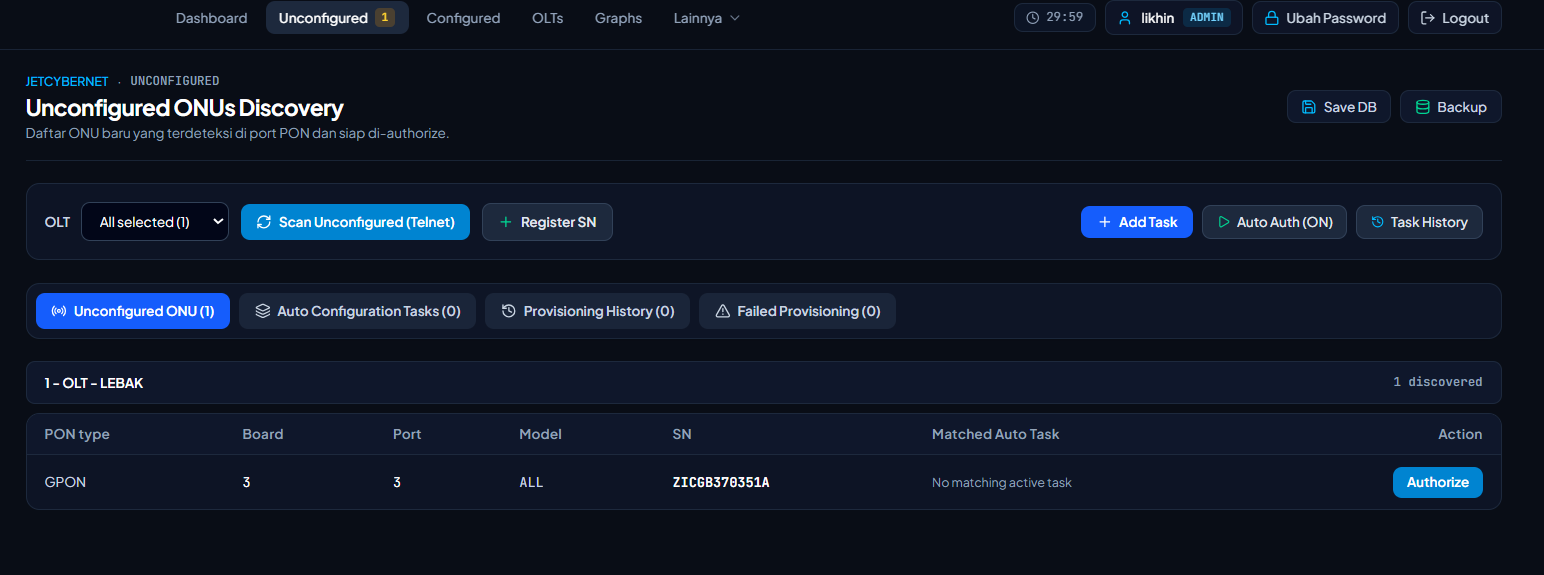 Dashboard Unconfigured 1 Configured OLTs Graphs Lainnya 29:59 likhin ADMIN Ubah Password Logout
JETCYBERNET · UNCONFIGURED
Unconfigured ONUs Discovery
Daftar ONU baru yang terdeteksi di port PON dan siap di-authorize.
Save DB Backup
OLT All selected (1) Scan Unconfigured (Telnet) + Register SN + Add Task Auto Auth (ON) Task History
Unconfigured ONU (1) Auto Configuration Tasks (0) Provisioning History (0) Failed Provisioning (0)
1 - OLT - LEBAK 1 discovered
PON type Board Port Model SN Matched Auto Task Action
GPON 3 3 ALL ZICGB370351A No matching active task Authorize